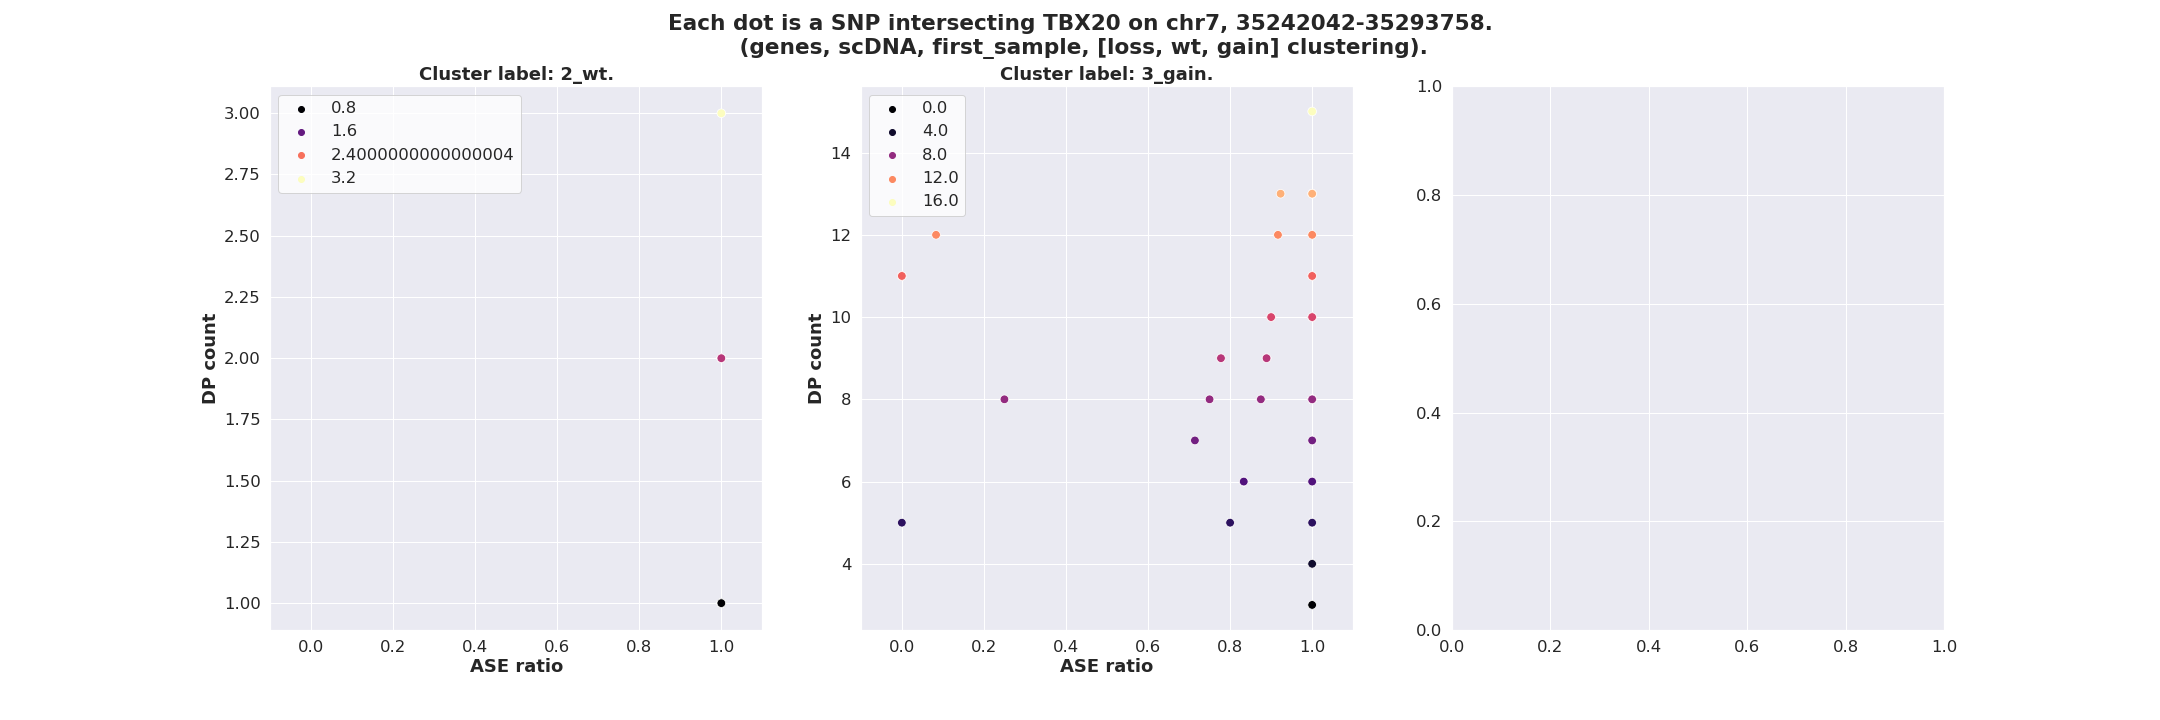 Each dot is a SNP intersecting TBX20 on chr7, 35242042-35293758.
(genes, scDNA, first_sample, [loss, wt, gain] clustering).
Cluster label: 2_wt.
0.8
1.6
2.4000000000000004
3.2
3.00
2.75
2.50
2.25
2.00
1.75
1.50
1.25
1.00
DP count
0.0 0.2 0.4 0.6 0.8 1.0
ASE ratio
Cluster label: 3_gain.
0.0
4.0
8.0
12.0
16.0
14
12
10
8
6
4
DP count
0.0 0.2 0.4 0.6 0.8 1.0
ASE ratio
1.0
0.8
0.6
0.4
0.2
0.0
0.0 0.2 0.4 0.6 0.8 1.0